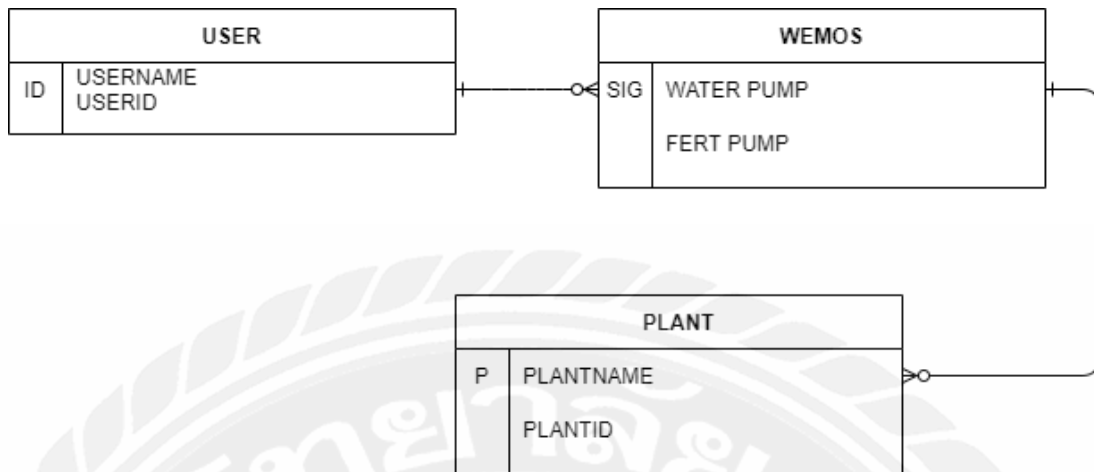 USER
ID
USERNAME
USERID
WEMOS
SIG
WATER PUMP
FERT PUMP
PLANT
P
PLANTNAME
PLANTID